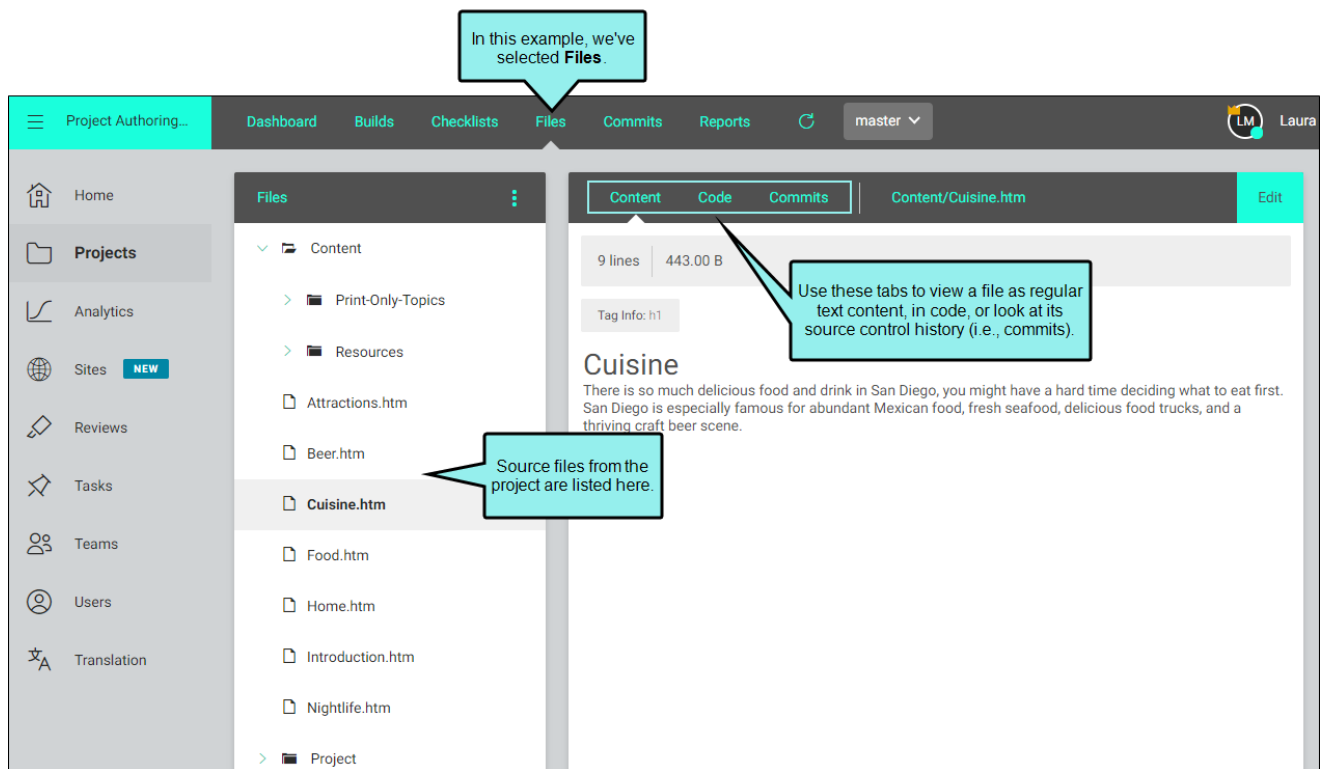 In this example, we've
selected Files.
Project Authoring...
Dashboard
Builds
Checklists
Files
Commits
Reports
master
LM
Laura
Home
Projects
Analytics
Sites NEW
Reviews
Tasks
Teams
Users
Translation
Files
Content
Print-Only-Topics
Resources
Attractions.htm
Beer.htm
Cuisine.htm
Food.htm
Home.htm
Introduction.htm
Nightlife.htm
Project
Source files from the
project are listed here.
Content
Code
Commits
Content/Cuisine.htm
Edit
9 lines
443.00 B
Use these tabs to view a file as regular
text content, in code, or look at its
source control history (i.e., commits).
Tag Info: h1
Cuisine
There is so much delicious food and drink in San Diego, you might have a hard time deciding what to eat first.
San Diego is especially famous for abundant Mexican food, fresh seafood, delicious food trucks, and a
thriving craft beer scene.